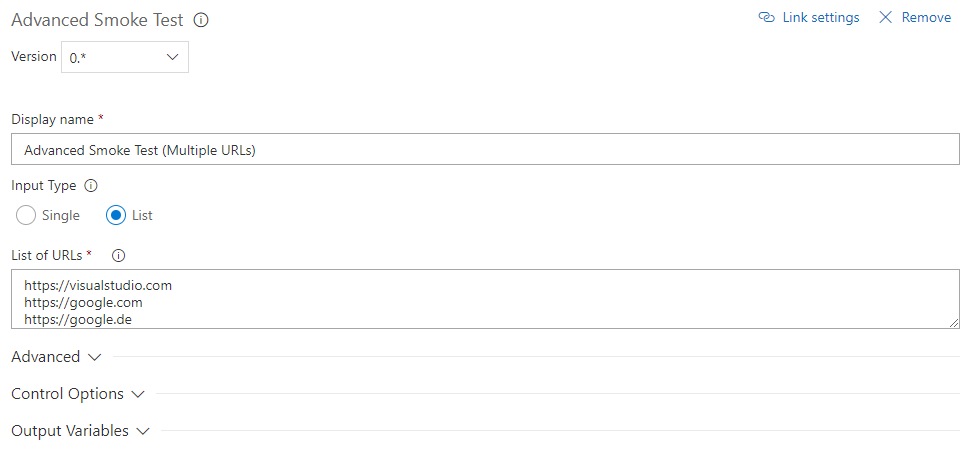 Advanced Smoke Test
Link settings
Remove
Version
0.*
Display name *
Advanced Smoke Test (Multiple URLs)
Input Type
Single
List
List of URLs *
https://visualstudio.com
https://google.com
https://google.de
Advanced
Control Options
Output Variables